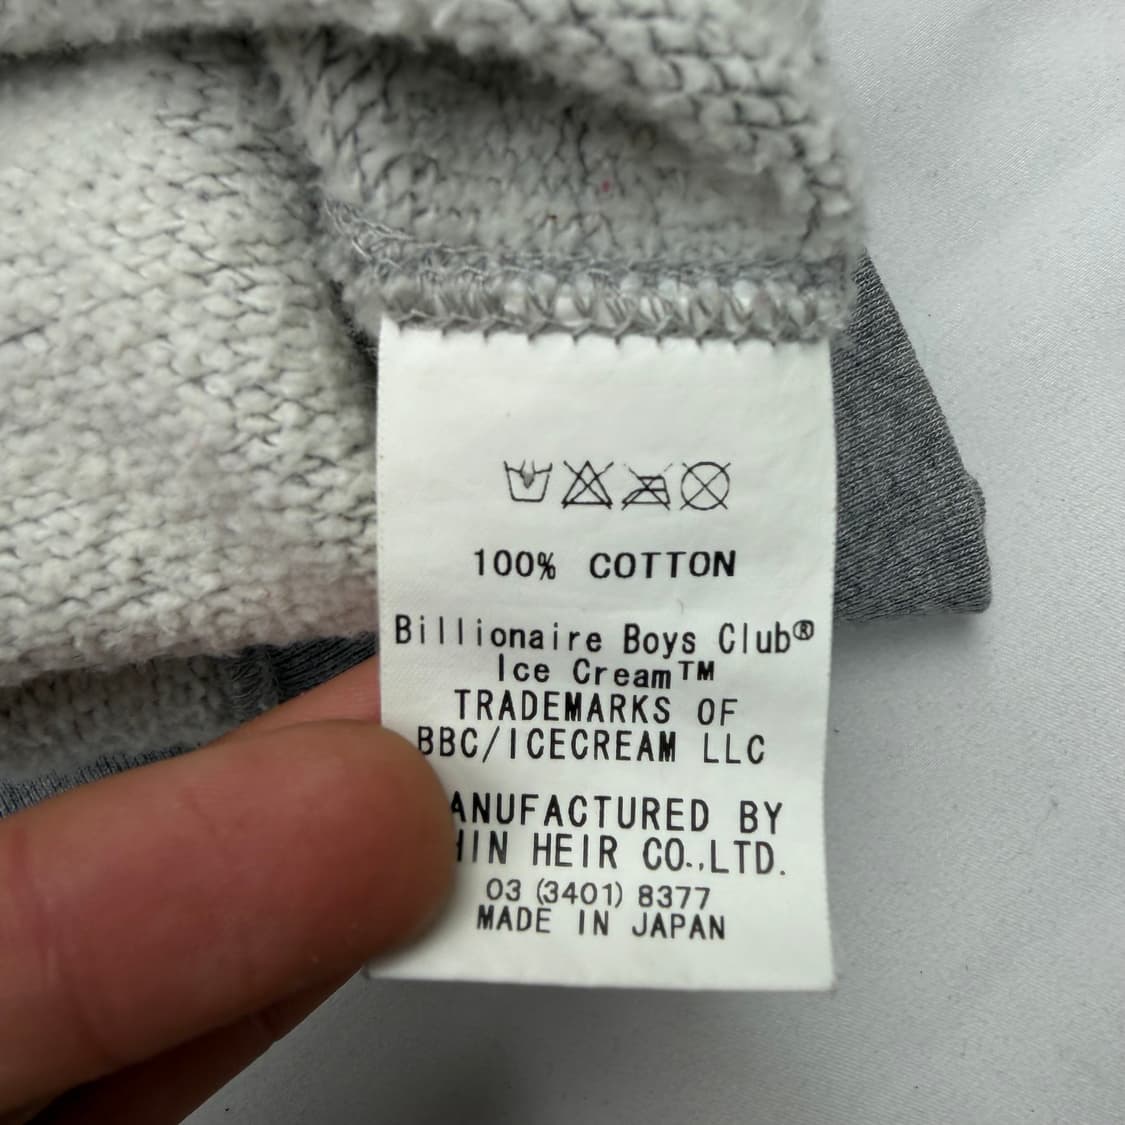 100% COTTON
Billionaire Boys Club®
Ice Cream™
TRADEMARKS OF
BBC/ICECREAM LLC
ANUFACTURED BY
HEIR CO.,LTD.
03 (3401) 8377
MADE IN JAPAN